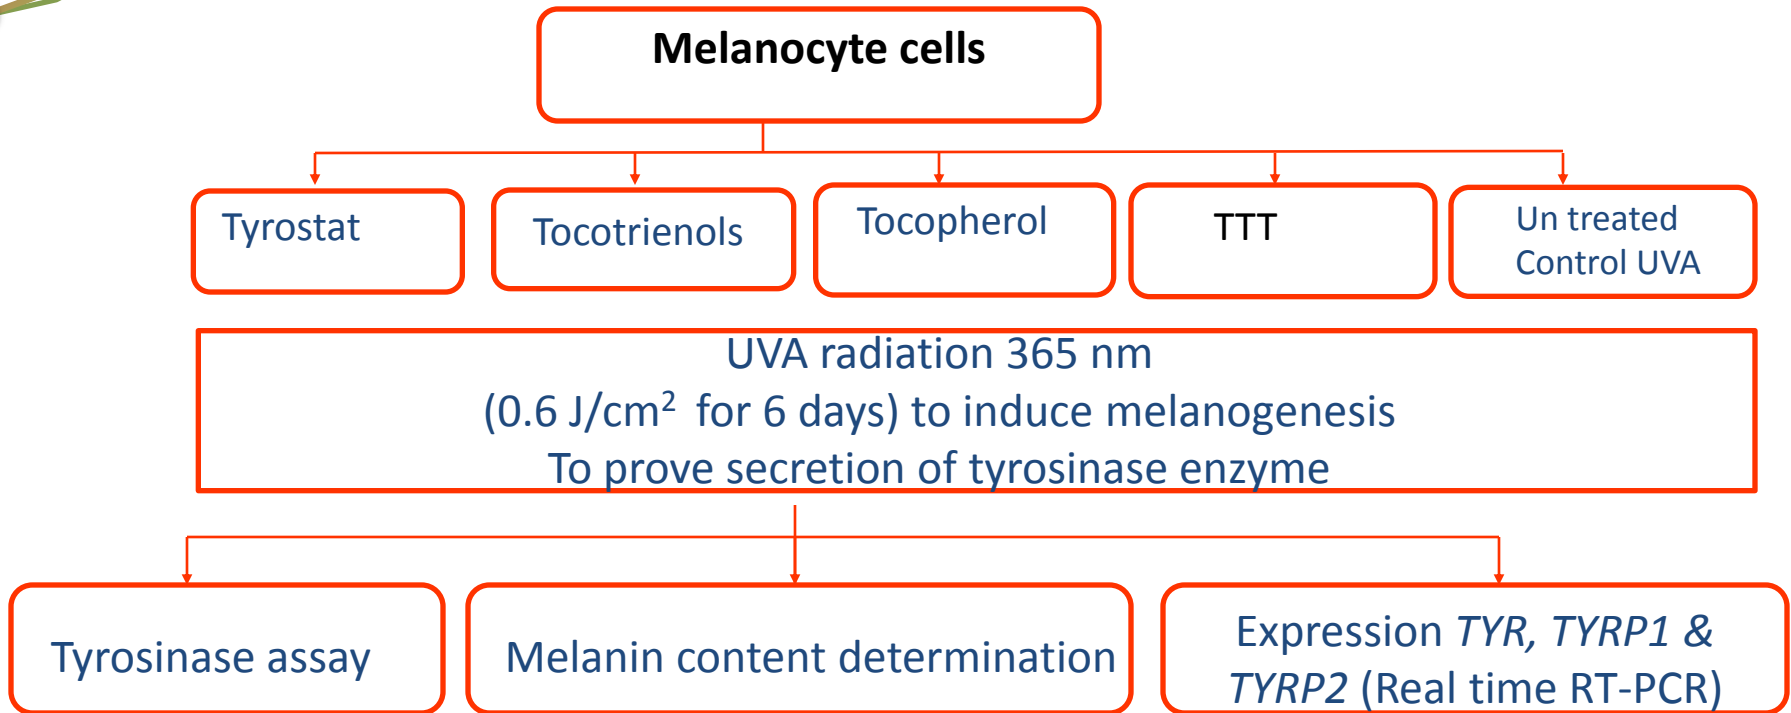 Melanocyte cells
Tyrostat
Tocotrienols
Tocopherol
TTT
Un treated
Control UVA
UVA radiation 365 nm
(0.6 J/cm² for 6 days) to induce melanogenesis
To prove secretion of tyrosinase enzyme
Tyrosinase assay
Melanin content determination
Expression TYR, TYRP1 &
TYRP2 (Real time RT-PCR)